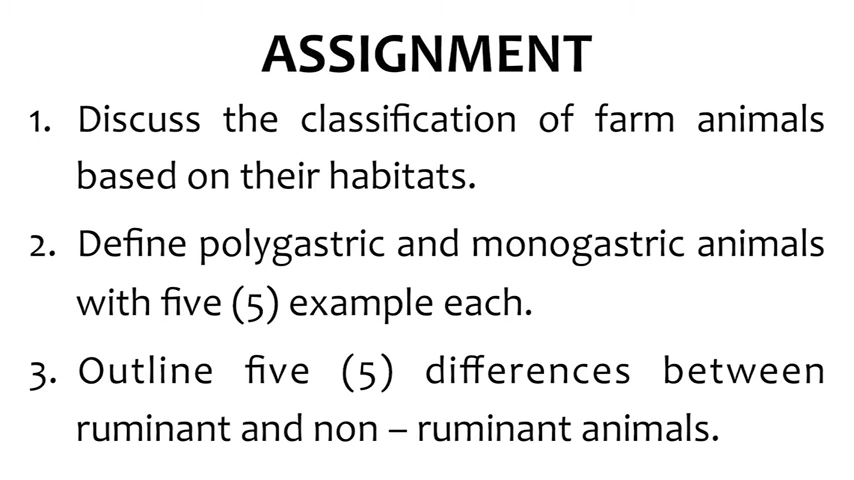 ASSIGNMENT
1. Discuss the classification of farm animals
based on their habitats.
2. Define polygastric and monogastric animals
with five (5) example each.
3. Outline five (5) differences between
ruminant and non – ruminant animals.